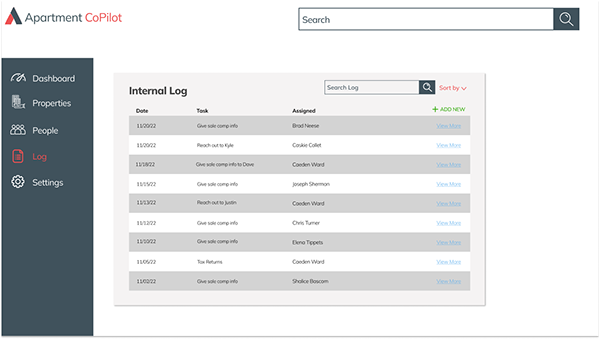 Apartment CoPilot
Search
Dashboard
Properties
People
Log
Settings
Internal Log
Search Log
Sort by
Date Task Assigned + ADD NEW
11/20/22 Give sale comp info Brad Neese View More
11/20/22 Reach out to Kyle Caskie Collet View More
11/18/22 Give sale comp info to Dave Caeden Ward View More
11/15/22 Give sale comp info Joseph Sherman View More
11/13/22 Reach out to Justin Caeden Ward View More
11/12/22 Give sale comp info Chris Turner View More
11/10/22 Give sale comp info Elena Tippets View More
11/05/22 Tax Returns Caeden Ward View More
11/02/22 Give sale comp info Shalice Bascom View More